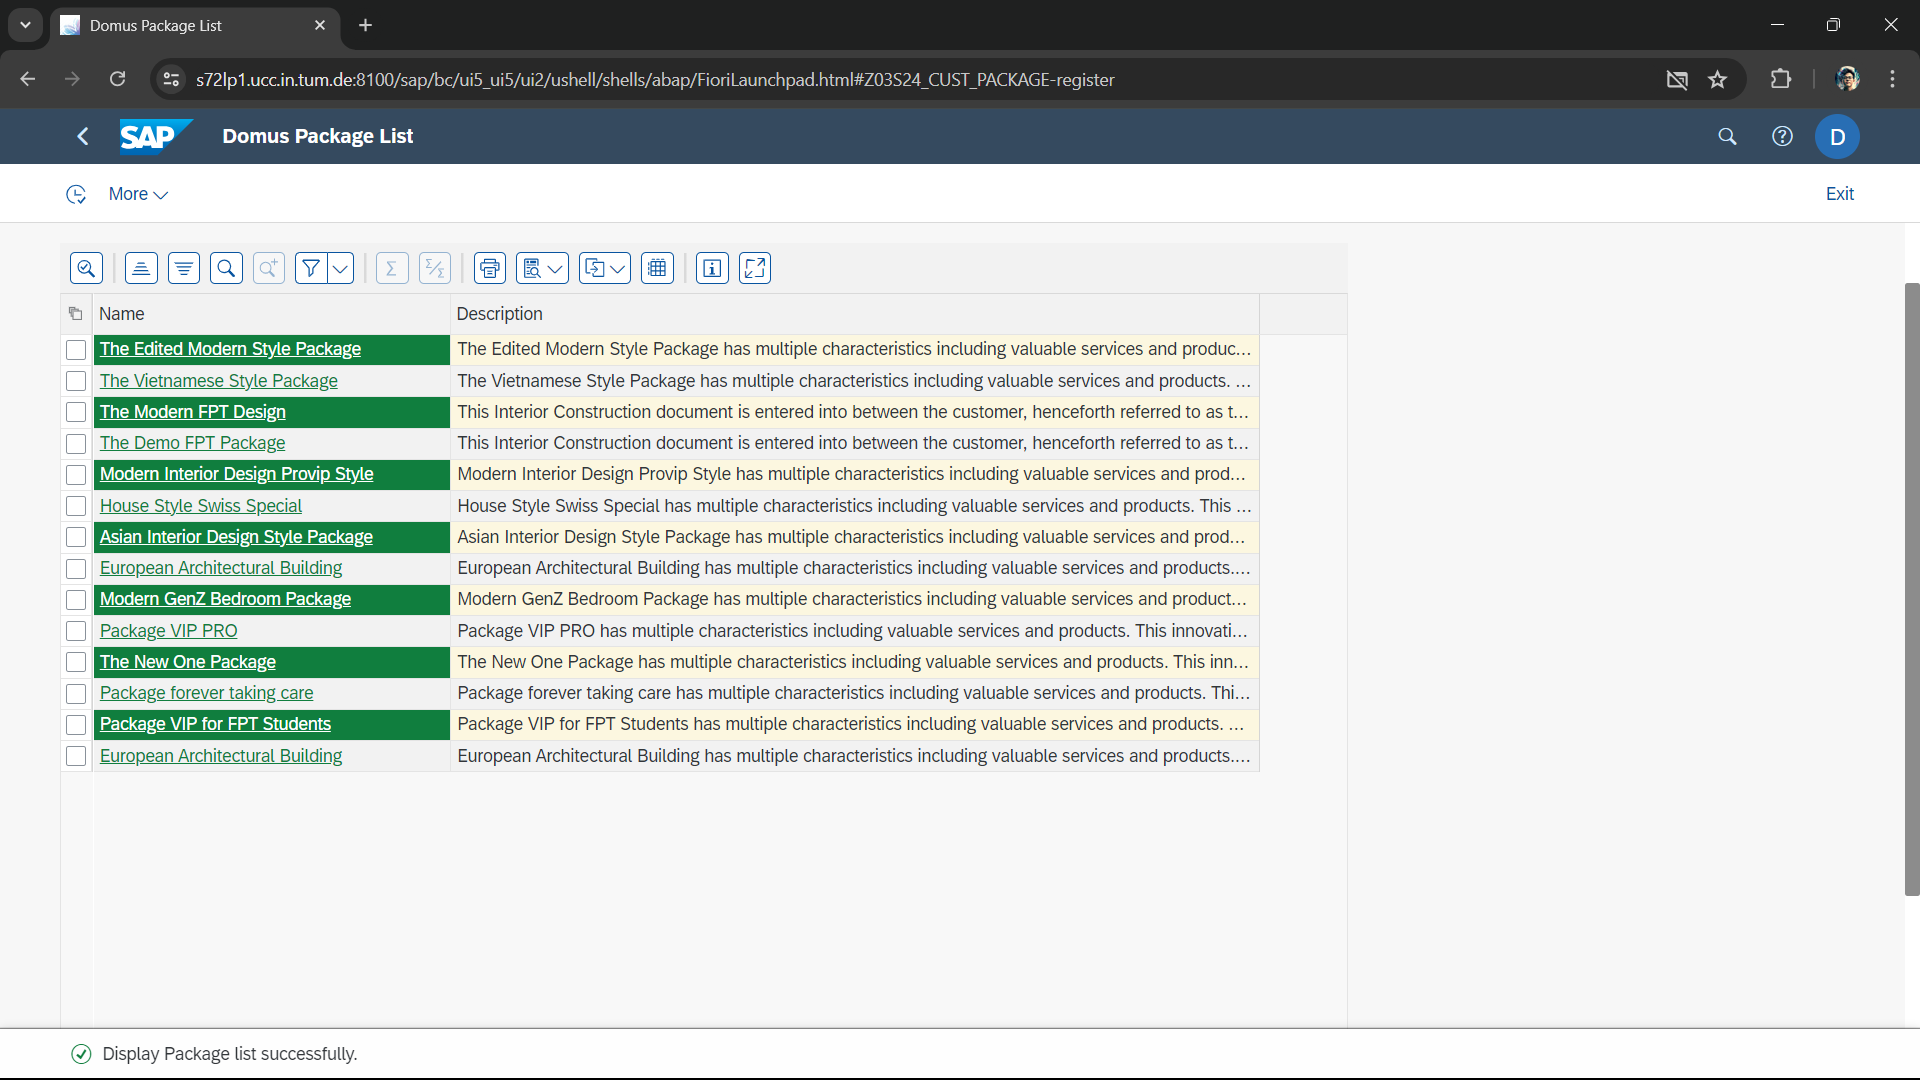 Domus Package List
s72lp1.ucc.in.tum.de:8100/sap/bc/ui5_ui5/ui2/ushell/shells/abap/FioriLaunchpad.html#Z03S24_CUST_PACKAGE-register
SAP Domus Package List D
More Exit
Name Description
The Edited Modern Style Package The Edited Modern Style Package has multiple characteristics including valuable services and produc...
The Vietnamese Style Package The Vietnamese Style Package has multiple characteristics including valuable services and products. ...
The Modern FPT Design This Interior Construction document is entered into between the customer, henceforth referred to as t...
The Demo FPT Package This Interior Construction document is entered into between the customer, henceforth referred to as t...
Modern Interior Design Provip Style Modern Interior Design Provip Style has multiple characteristics including valuable services and prod...
House Style Swiss Special House Style Swiss Special has multiple characteristics including valuable services and products. This ...
Asian Interior Design Style Package Asian Interior Design Style Package has multiple characteristics including valuable services and prod...
European Architectural Building European Architectural Building has multiple characteristics including valuable services and products....
Modern GenZ Bedroom Package Modern GenZ Bedroom Package has multiple characteristics including valuable services and product...
Package VIP PRO Package VIP PRO has multiple characteristics including valuable services and products. This innovati...
The New One Package The New One Package has multiple characteristics including valuable services and products. This inn...
Package forever taking care Package forever taking care has multiple characteristics including valuable services and products. Thi...
Package VIP for FPT Students Package VIP for FPT Students has multiple characteristics including valuable services and products. ...
European Architectural Building European Architectural Building has multiple characteristics including valuable services and products....
Display Package list successfully.